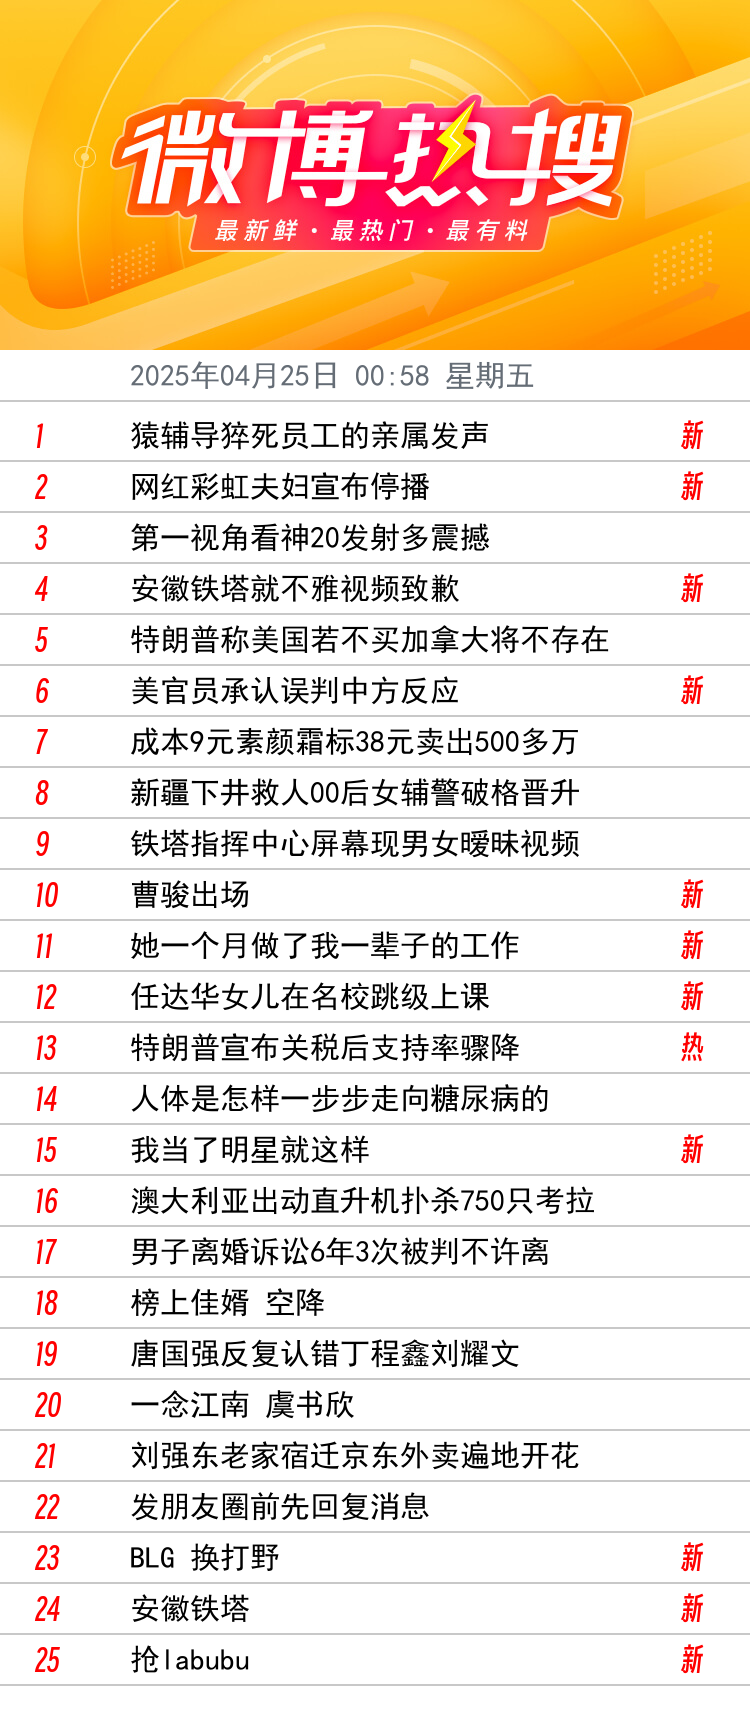 微博热搜
最新鲜·最热门·最有料
2025年04月25日 00:58 星期五
1 猿辅导猝死员工的亲属发声 新
2 网红彩虹夫妇宣布停播 新
3 第一视角看神20发射多震撼
4 安徽铁塔就不雅视频致歉 新
5 特朗普称美国若不买加拿大将不存在
6 美官员承认误判中方反应 新
7 成本9元素颜霜标38元卖出500多万
8 新疆下井救人00后女辅警破格晋升
9 铁塔指挥中心屏幕现男女暧昧视频
10 曹骏出场 新
11 她一个月做了我一辈子的工作 新
12 任达华女儿在名校跳级上课 新
13 特朗普宣布关税后支持率骤降 热
14 人体是怎样一步步走向糖尿病的
15 我当了明星就这样 新
16 澳大利亚出动直升机扑杀750只考拉
17 男子离婚诉讼6年3次被判不许离
18 榜上佳婿 空降
19 唐国强反复认错丁程鑫刘耀文
20 一念江南 虞书欣
21 刘强东老家宿迁京东外卖遍地开花
22 发朋友圈前先回复消息
23 BLG 换打野 新
24 安徽铁塔 新
25 抢labubu 新